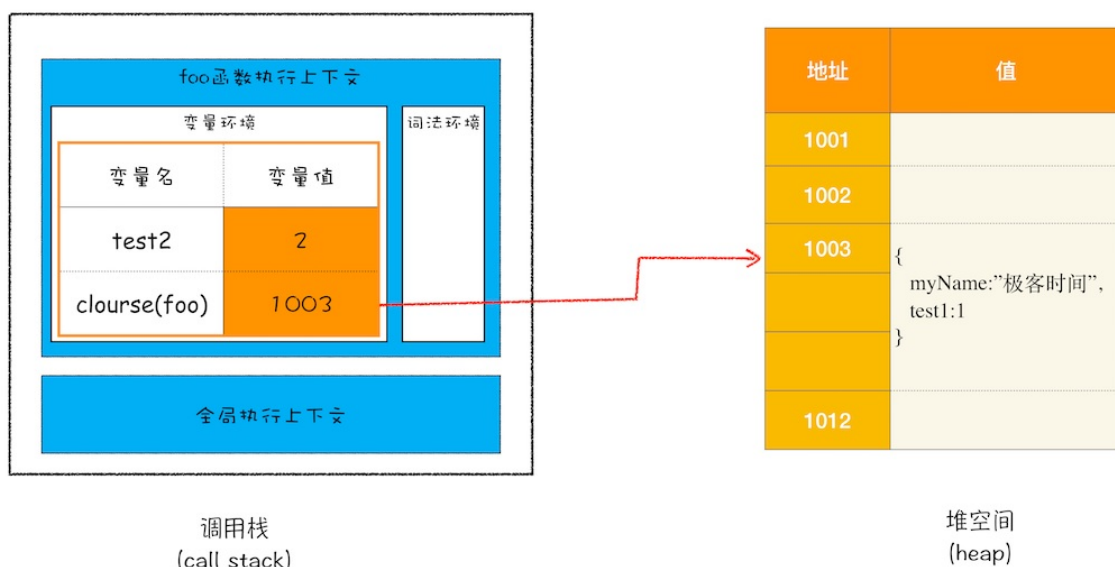 foo函数执行上下文
变量环境
词法环境
变量名
变量值
test2
2
clourse(foo)
1003
全局执行上下文
调用栈
(call stack)
地址
值
1001
1002
1003
{
myName:”极客时间”,
test1:1
}
1012
堆空间
(heap)